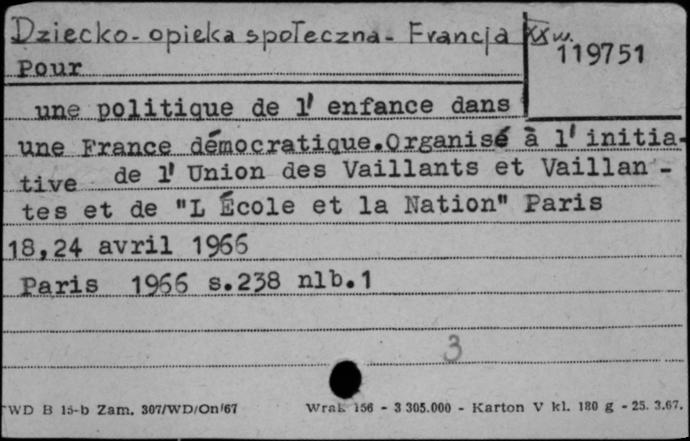 Dziecko - opieka społeczna - Francja XX w.
119751
Pour
une politique de l' enfance dans
une France démocratique.Organisé à l' initia-
tive de l' Union des Vaillants et Vaillan -
tes et de "L École et la Nation" Paris
18,24 avril 1966
Paris 1966 s.238 nlb.1
3
WD B 15-b Zam. 307/WD/On/67 Wrak. 156 - 3 305.000 - Karton V kl. 180 g - 25. 3.67.